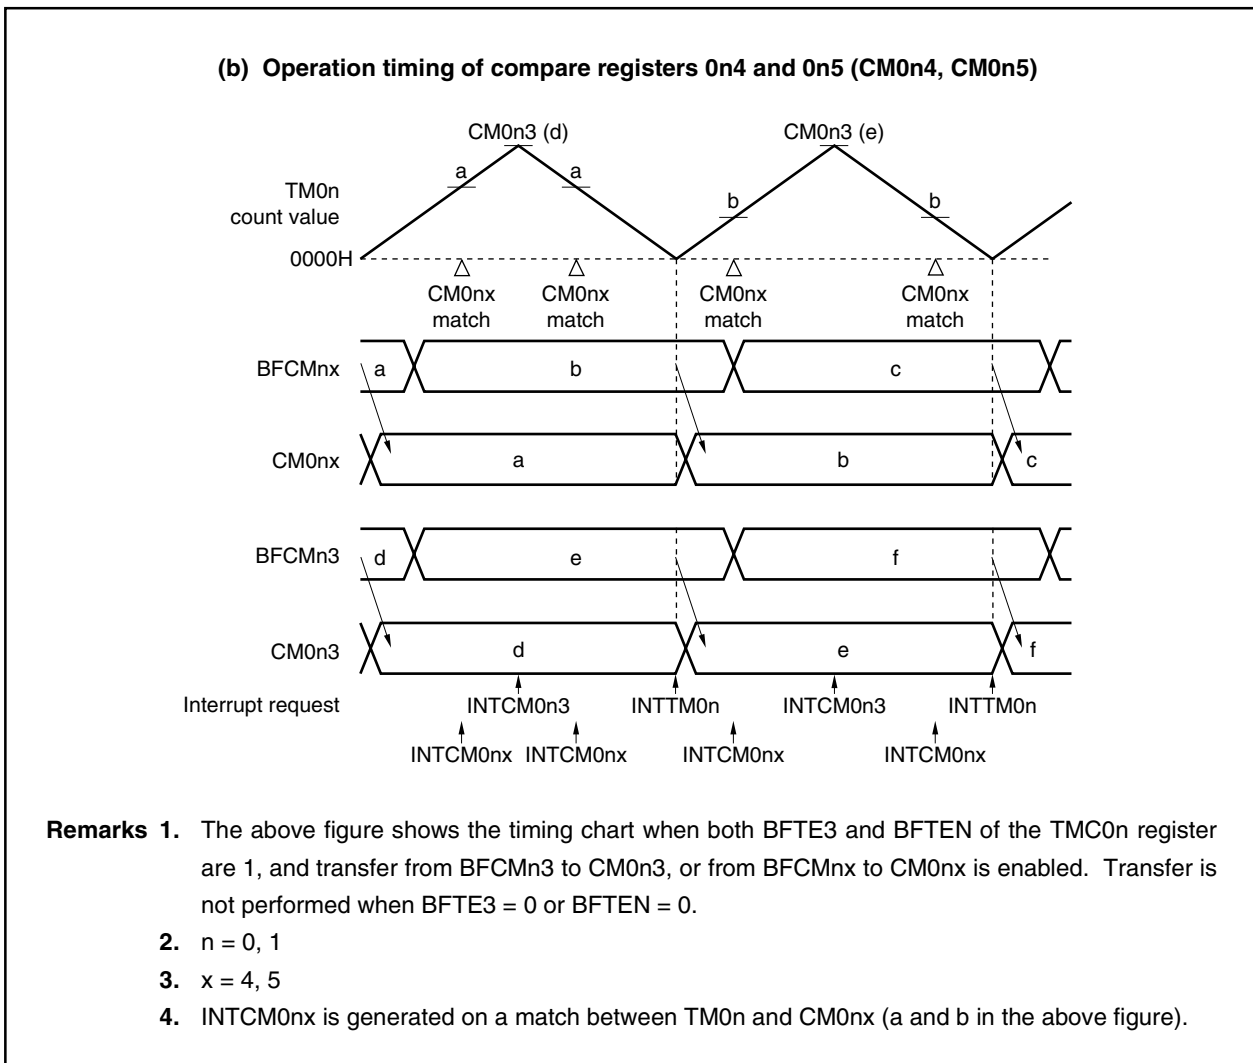 (b) Operation timing of compare registers 0n4 and 0n5 (CM0n4, CM0n5)
CM0n3 (d) CM0n3 (e)
a a
TM0n
count value
b b
0000H
CM0nx CM0nx CM0nx CM0nx
match match match match
BFCMnx a b c
CM0nx a b c
BFCMn3 d e f
CM0n3 d e f
Interrupt request INTCM0n3 INTTM0n INTCM0n3 INTTM0n
INTCM0nx INTCM0nx INTCM0nx INTCM0nx
Remarks 1. The above figure shows the timing chart when both BFTE3 and BFTEN of the TMC0n register
are 1, and transfer from BFCMn3 to CM0n3, or from BFCMnx to CM0nx is enabled. Transfer is
not performed when BFTE3 = 0 or BFTEN = 0.
2. n = 0, 1
3. x = 4, 5
4. INTCM0nx is generated on a match between TM0n and CM0nx (a and b in the above figure).